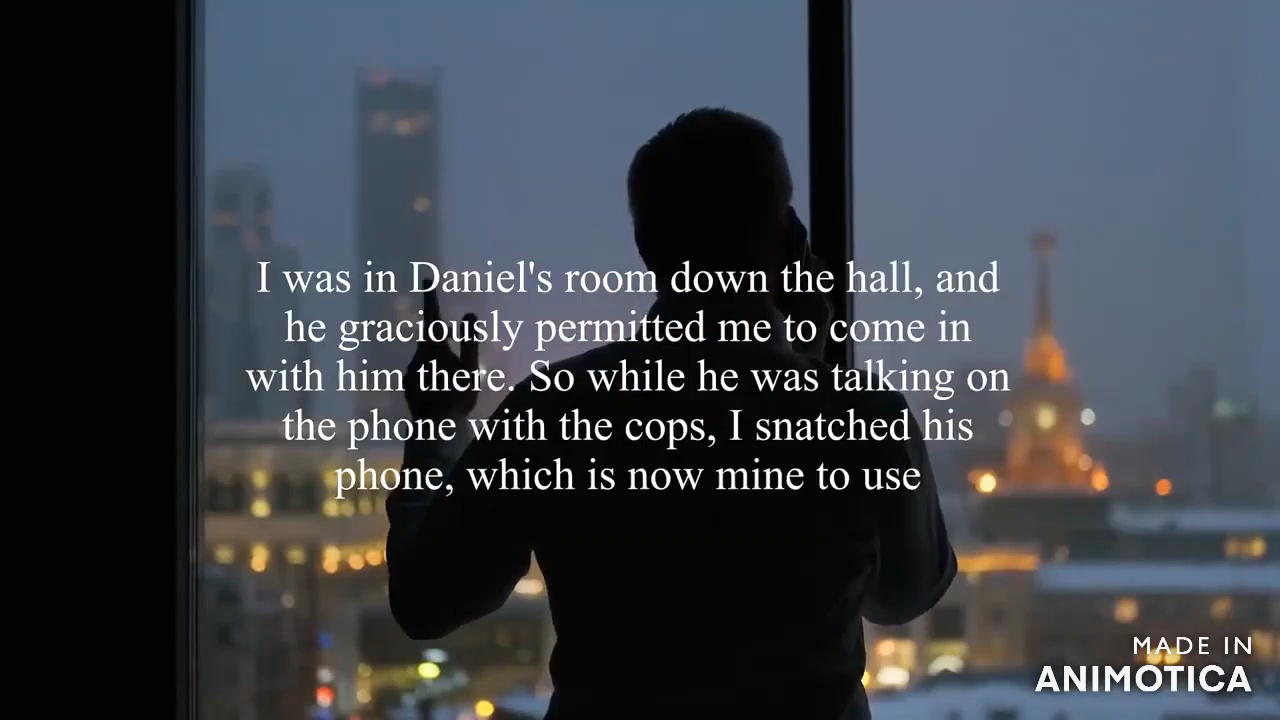 I was in Daniel's room down the hall, and
he graciously permitted me to come in
with him there. So while he was talking on
the phone with the cops, I snatched his
phone, which is now mine to use
MADE IN
ANIMOTICA